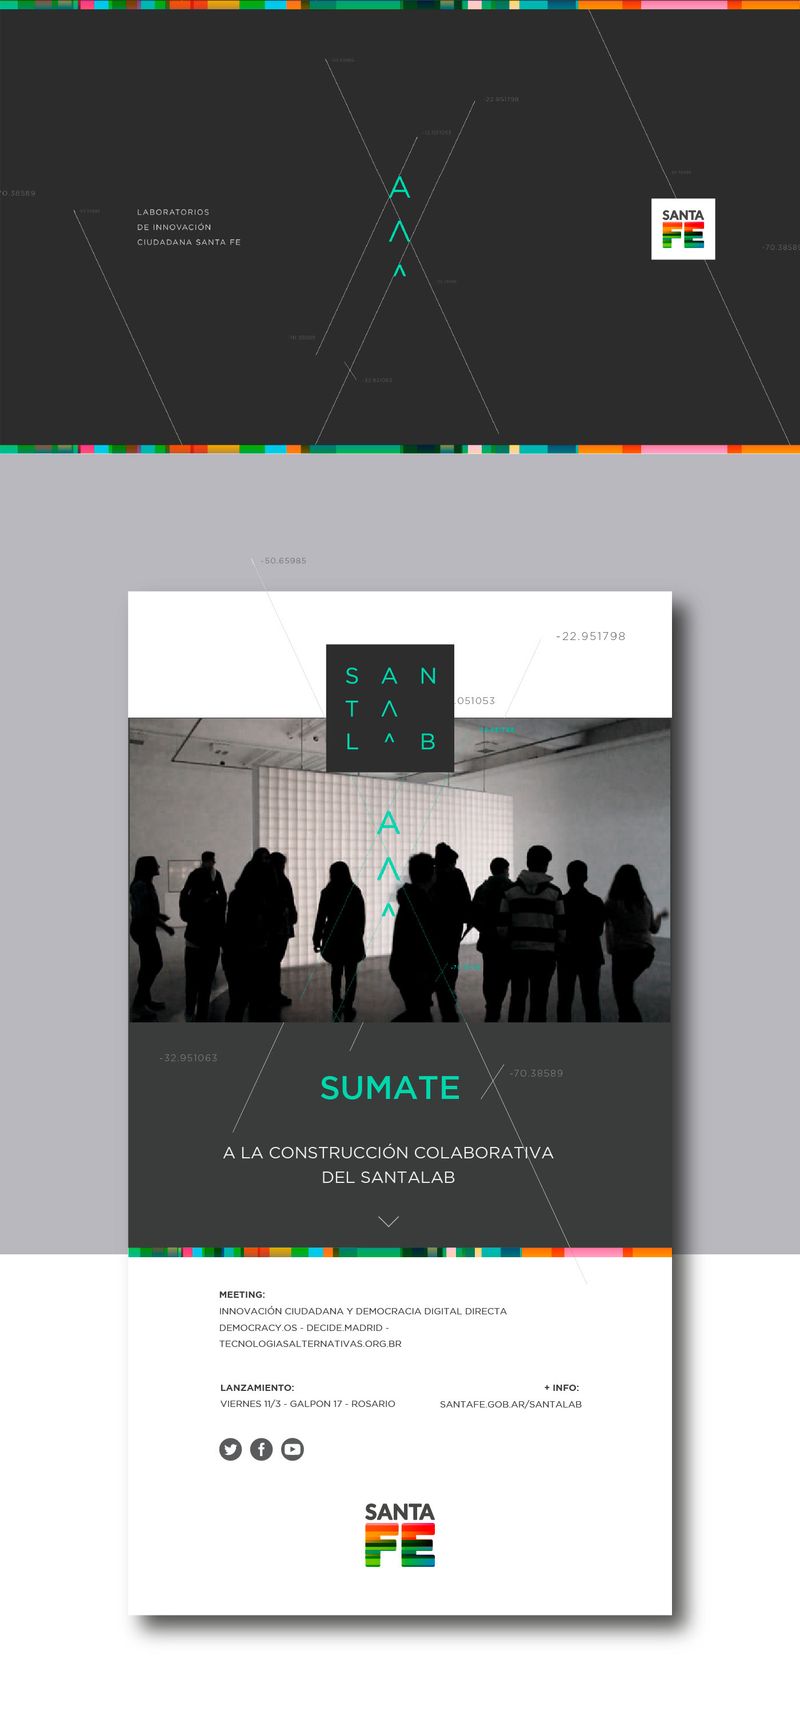 -22.951798
-70.38589
LABORATORIOS
DE INNOVACIÓN
CIUDADANA SANTA FE
A
Λ
^
SANTA
FE
-70.3858
-32.951063
-50.65985
-22.951798
.051053
S A N
T Λ
L ^ B
A
Λ
^
-32.951063
-70.38589
SUMATE
A LA CONSTRUCCIÓN COLABORATIVA
DEL SANTALAB
MEETING:
INNOVACIÓN CIUDADANA Y DEMOCRACIA DIGITAL DIRECTA
DEMOCRACY.OS - DECIDE.MADRID -
TECNOLOGIASALTERNATIVAS.ORG.BR
LANZAMIENTO:
VIERNES 11/3 - GALPON 17 - ROSARIO
+ INFO:
SANTAFE.GOB.AR/SANTALAB
SANTA
FE